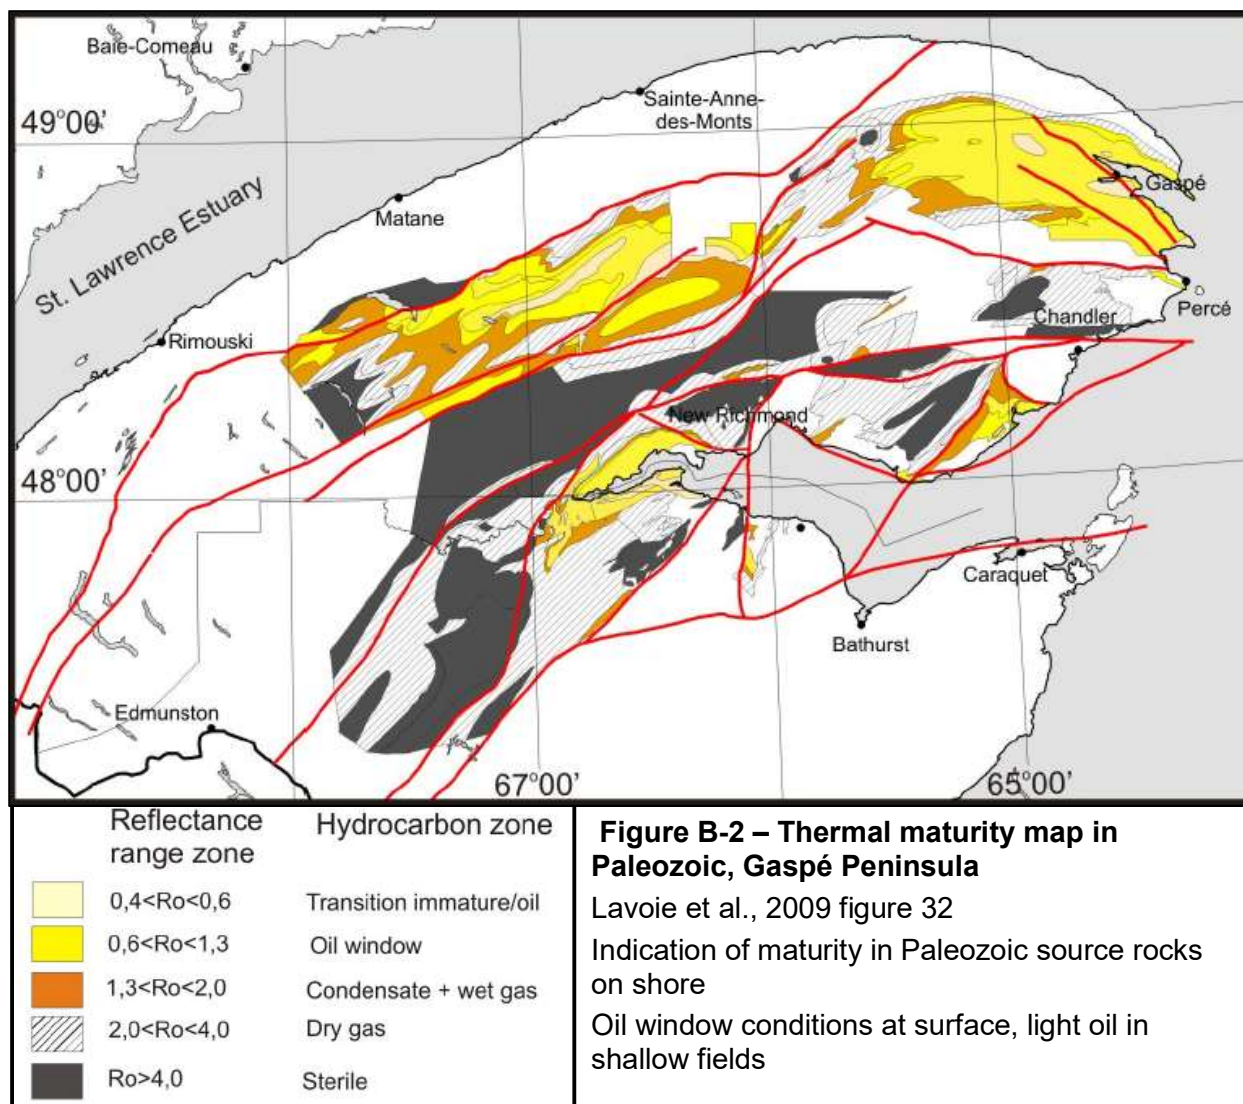 Baie-Comeau
Sainte-Anne-
des-Monts
49°00'
Gaspé
St. Lawrence Estuary
Matane
Percé
Chandler
Rimouski
New Richmond
48°00'
Caraquet
Bathurst
Edmunston
67°00'
65°00'
Reflectance
range zone
Hydrocarbon zone
0,4<Ro<0,6 Transition immature/oil
0,6<Ro<1,3 Oil window
1,3<Ro<2,0 Condensate + wet gas
2,0<Ro<4,0 Dry gas
Ro>4,0 Sterile
Figure B-2 – Thermal maturity map in
Paleozoic, Gaspé Peninsula
Lavoie et al., 2009 figure 32
Indication of maturity in Paleozoic source rocks
on shore
Oil window conditions at surface, light oil in
shallow fields